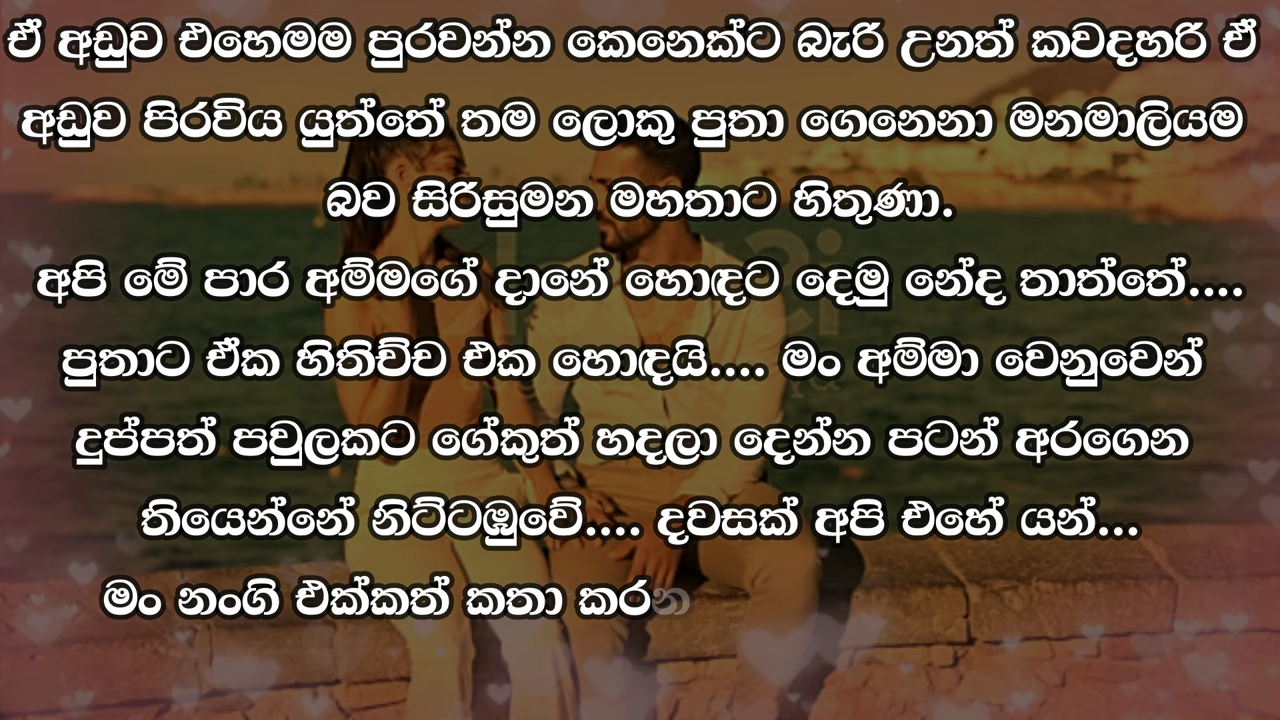 ඒ අඩුව එහෙමම පුරවන්න කෙනෙක්ට බැරි උනත් කවදහරි ඒ
අඩුව පිරවිය යුත්තේ තම ලොකු පුතා ගෙනෙනා මනමාලියම
බව සිරිසුමන මහතාට හිතුණා.
අපි මේ පාර අම්මගේ දානේ හොඳට දෙමු නේද තාත්තේ....
පුතාට ඒක හිතිච්ච එක හොඳයි.... මං අම්මා වෙනුවෙන්
දුප්පත් පවුලකට ගේකුත් හදලා දෙන්න පටන් අරගෙන
තියෙන්නේ නිට්ටඹුවේ.... දවසක් අපි එහේ යන්...
මං නංගි එක්කත් කතා කරන